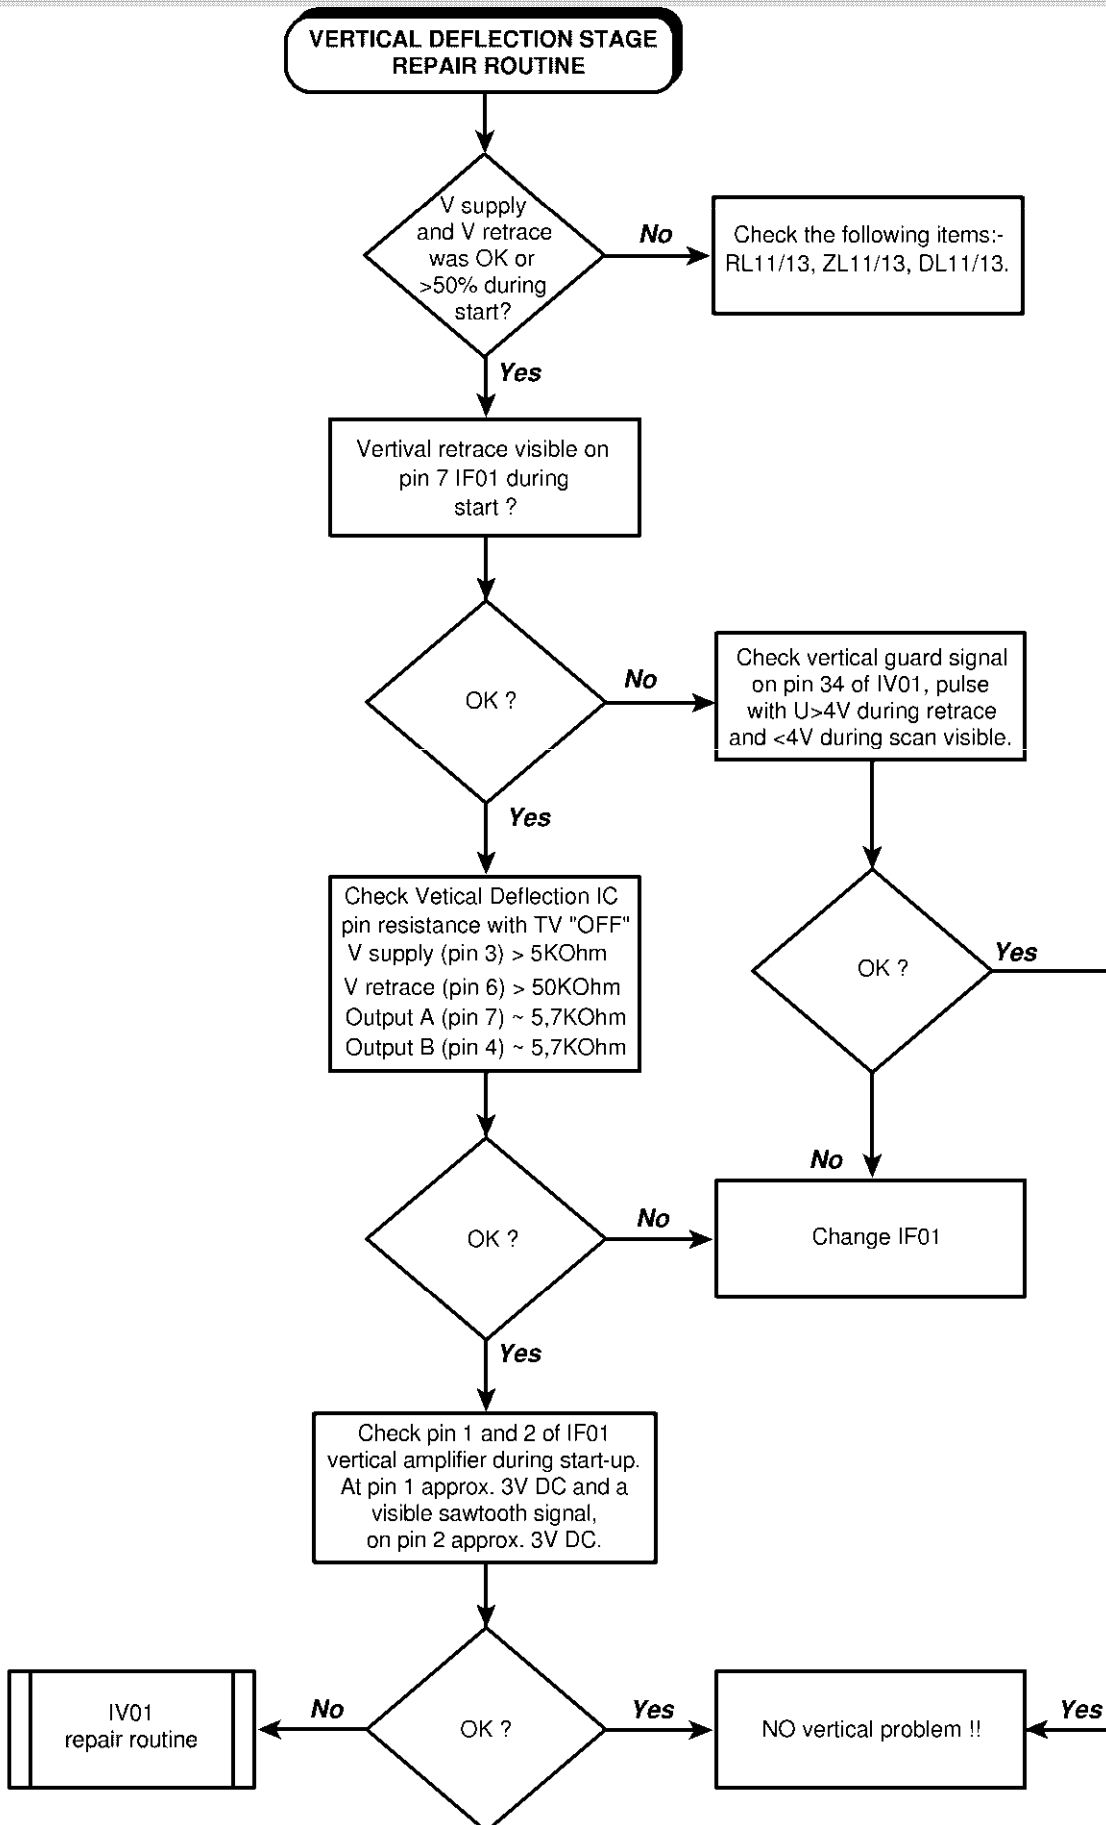 VERTICAL DEFLECTION STAGE
REPAIR ROUTINE
V supply
and V retrace
was OK or
>50% during
start?
No
Check the following items:-
RL11/13, ZL11/13, DL11/13.
Yes
Vertival retrace visible on
pin 7 IF01 during
start ?
OK ?
No
Check vertical guard signal
on pin 34 of IV01, pulse
with U>4V during retrace
and <4V during scan visible.
Yes
Check Vetical Deflection IC
pin resistance with TV "OFF"
V supply (pin 3) > 5KOhm
V retrace (pin 6) > 50KOhm
Output A (pin 7) ~ 5,7KOhm
Output B (pin 4) ~ 5,7KOhm
OK ?
Yes
No
OK ?
No
Change IF01
Yes
Check pin 1 and 2 of IF01
vertical amplifier during start-up.
At pin 1 approx. 3V DC and a
visible sawtooth signal,
on pin 2 approx. 3V DC.
IV01
repair routine
No
OK ?
Yes
NO vertical problem !!
Yes